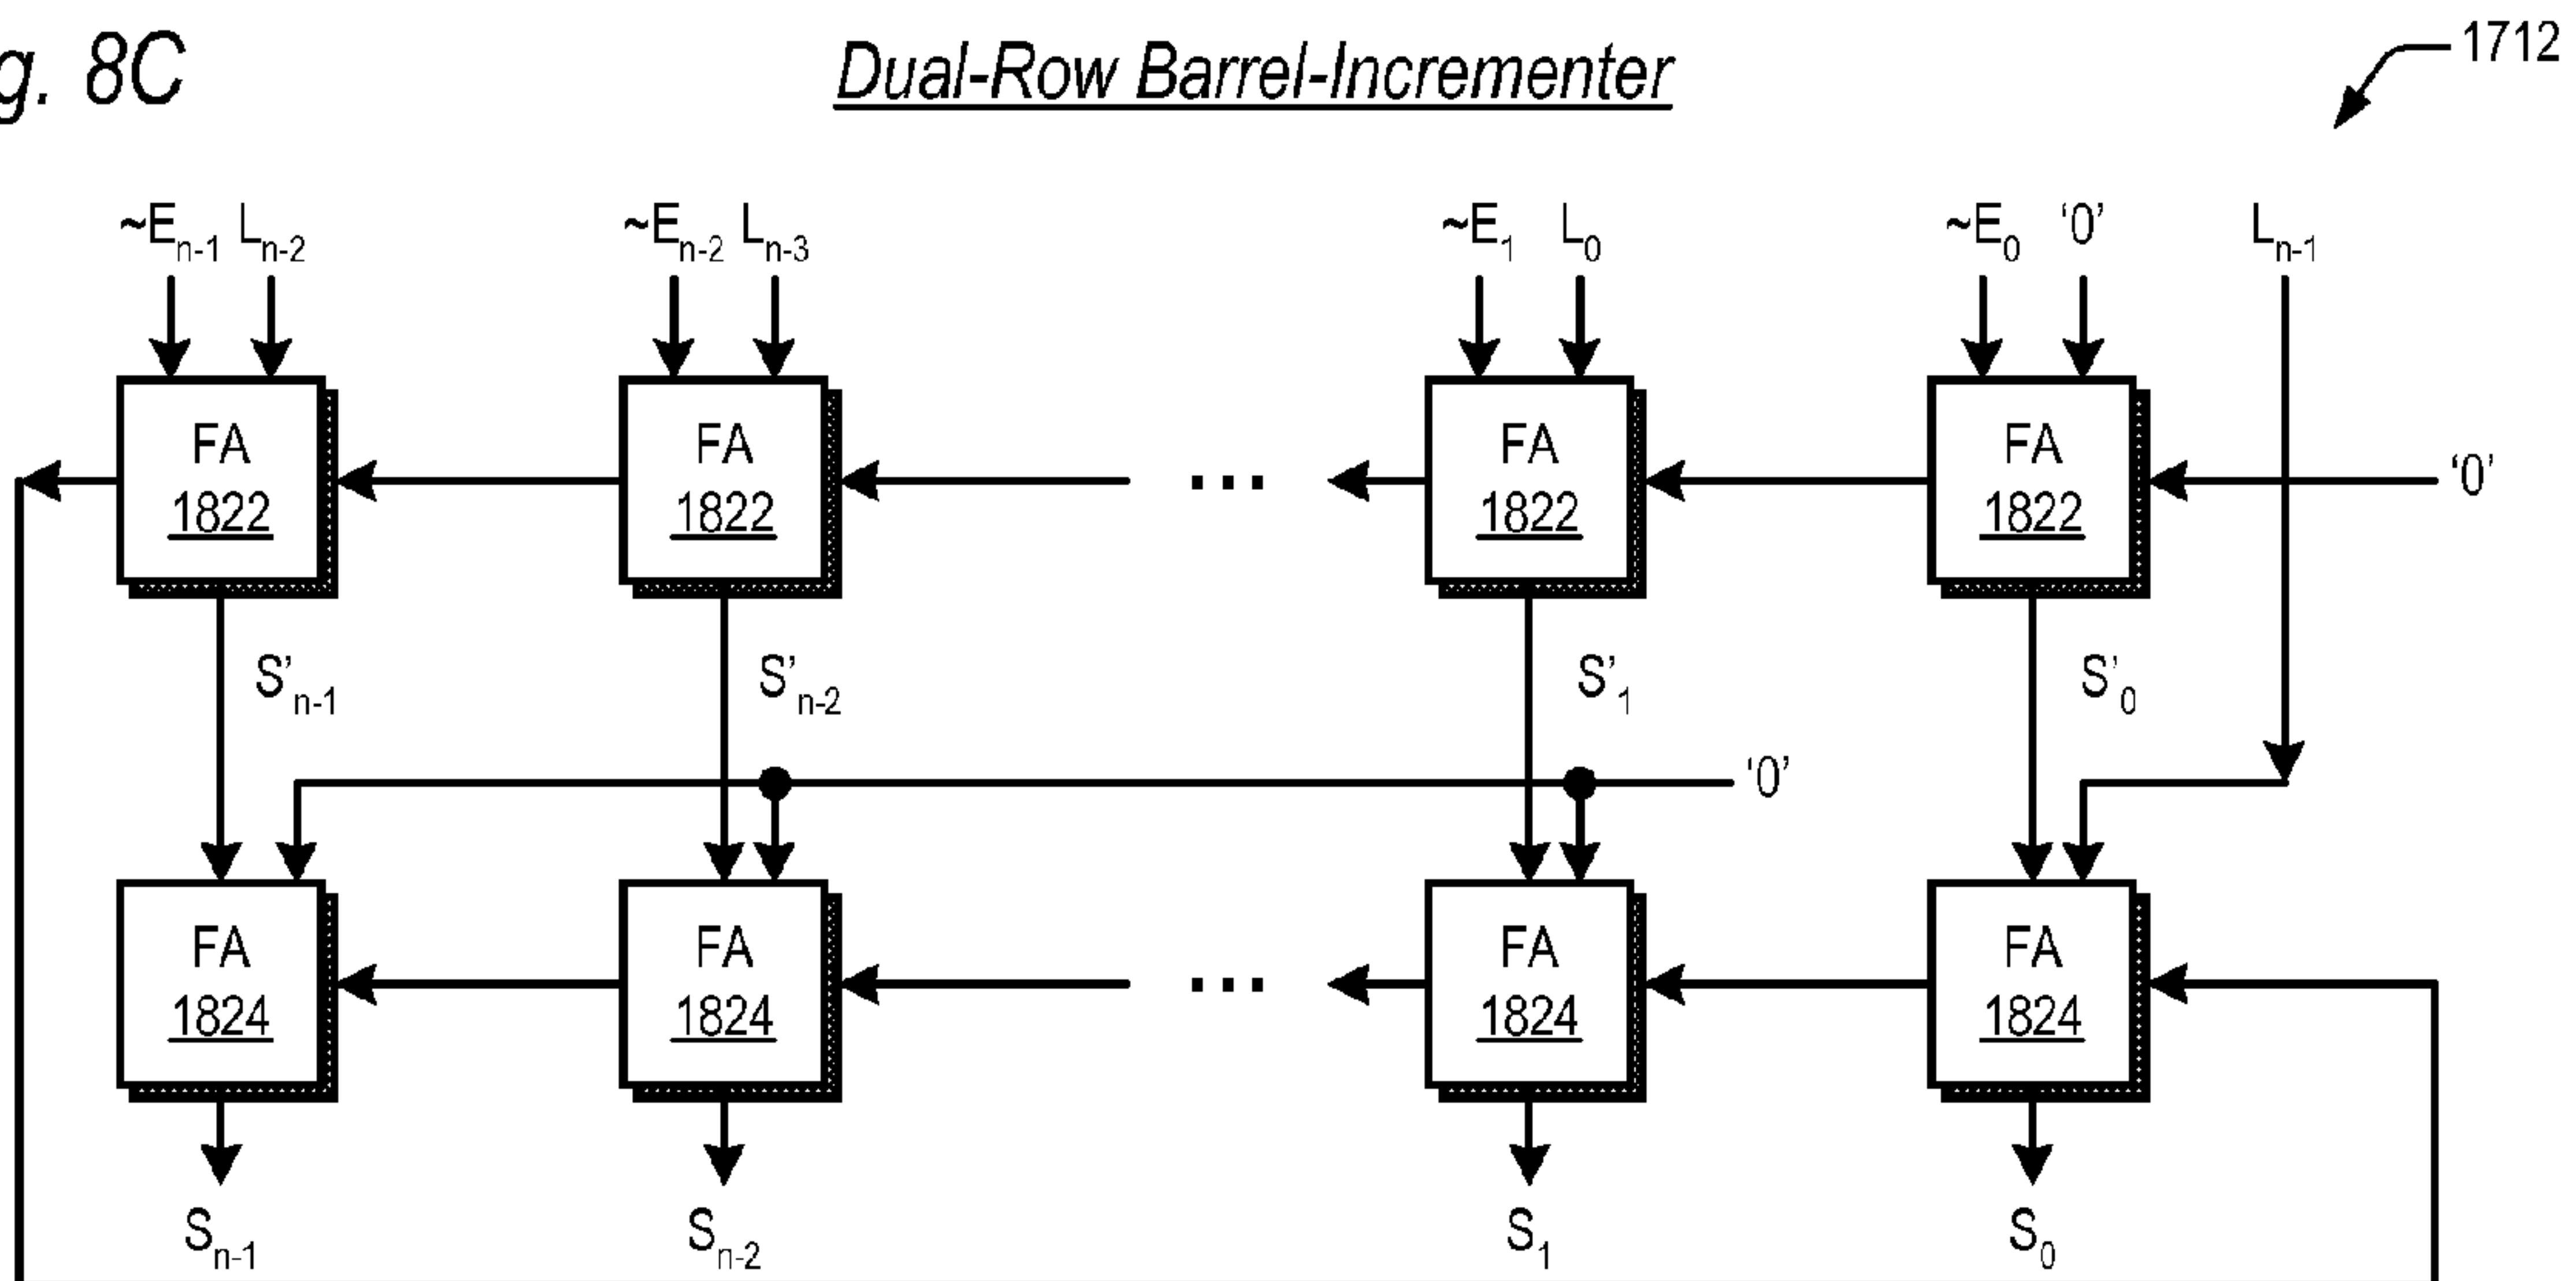 g. 8C
Dual-Row Barrel-Incrementer
1712
~En-1 Ln-2 ~En-2 Ln-3 ~E1 L0 ~E0 ‘0’ Ln-1
FA FA ... FA FA ‘0’
1822 1822 1822 1822
S’n-1 S’n-2 S’1 S’0
‘0’
FA FA ... FA FA
1824 1824 1824 1824
Sn-1 Sn-2 S1 S0